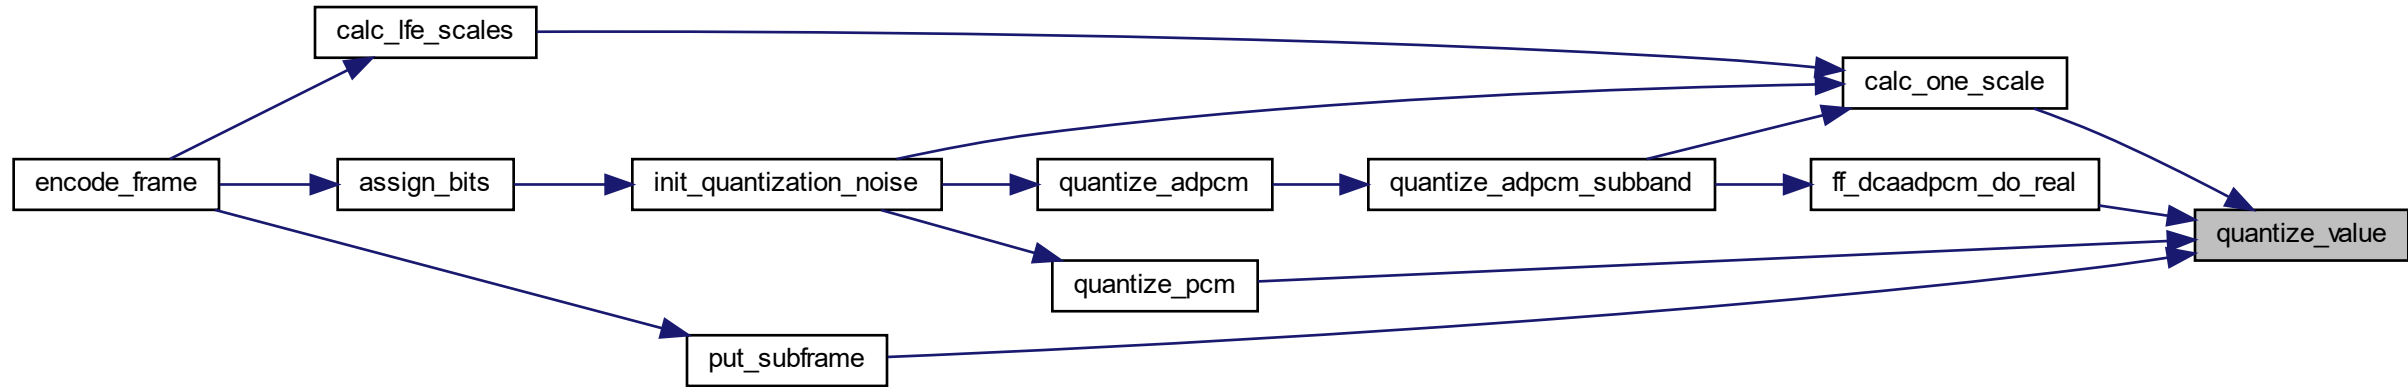 calc_lfe_scales
calc_one_scale
encode_frame
assign_bits
init_quantization_noise
quantize_adpcm
quantize_adpcm_subband
ff_dcaadpcm_do_real
quantize_value
quantize_pcm
put_subframe